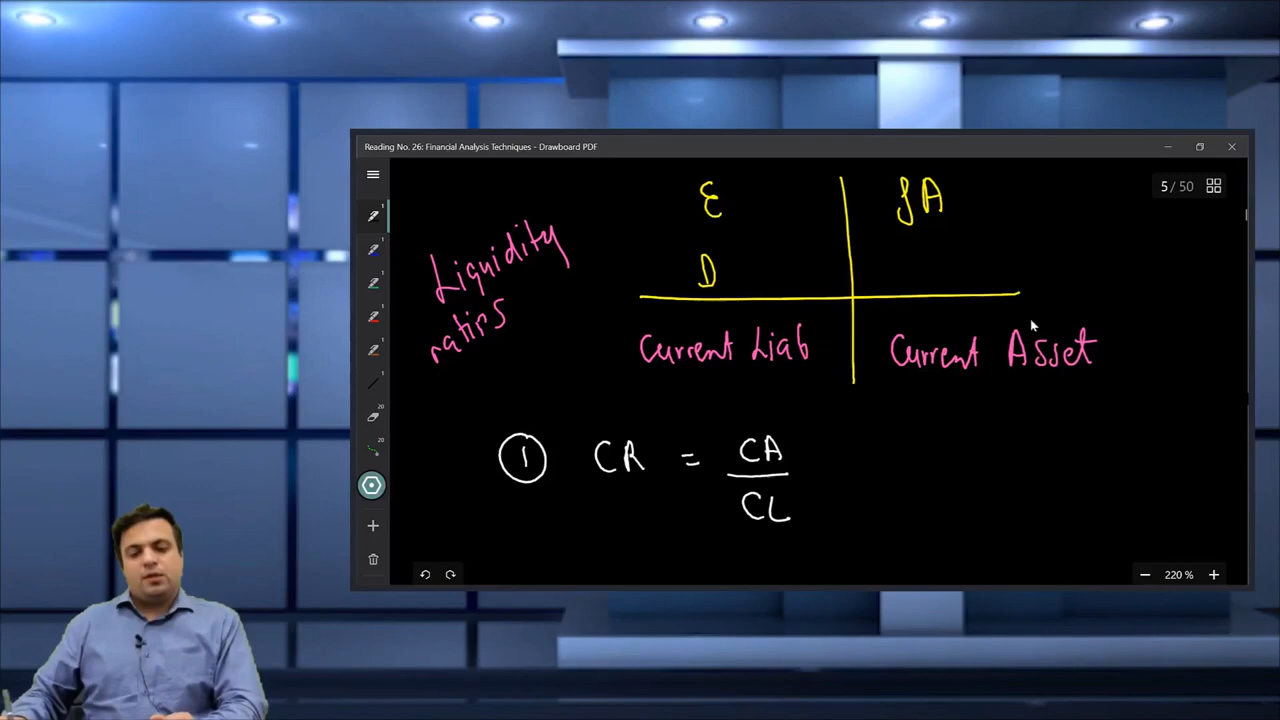 Reading No. 26: Financial Analysis Techniques - Drawboard PDF
5 / 50
E
FA
D
Liquidity
ratios
Current Liab
Current Asset
1 CR = CA
CL
220 %